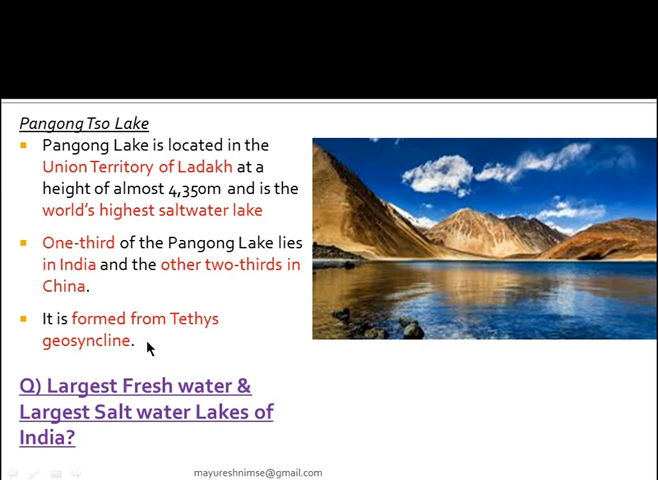 Pangong Tso Lake
Pangong Lake is located in the
Union Territory of Ladakh at a
height of almost 4,350m and is the
world's highest saltwater lake
One-third of the Pangong Lake lies
in India and the other two-thirds in
China.
It is formed from Tethys
geosyncline.
Q) Largest Fresh water &
Largest Salt water Lakes of
India?
mayureshnimse@gmail.com